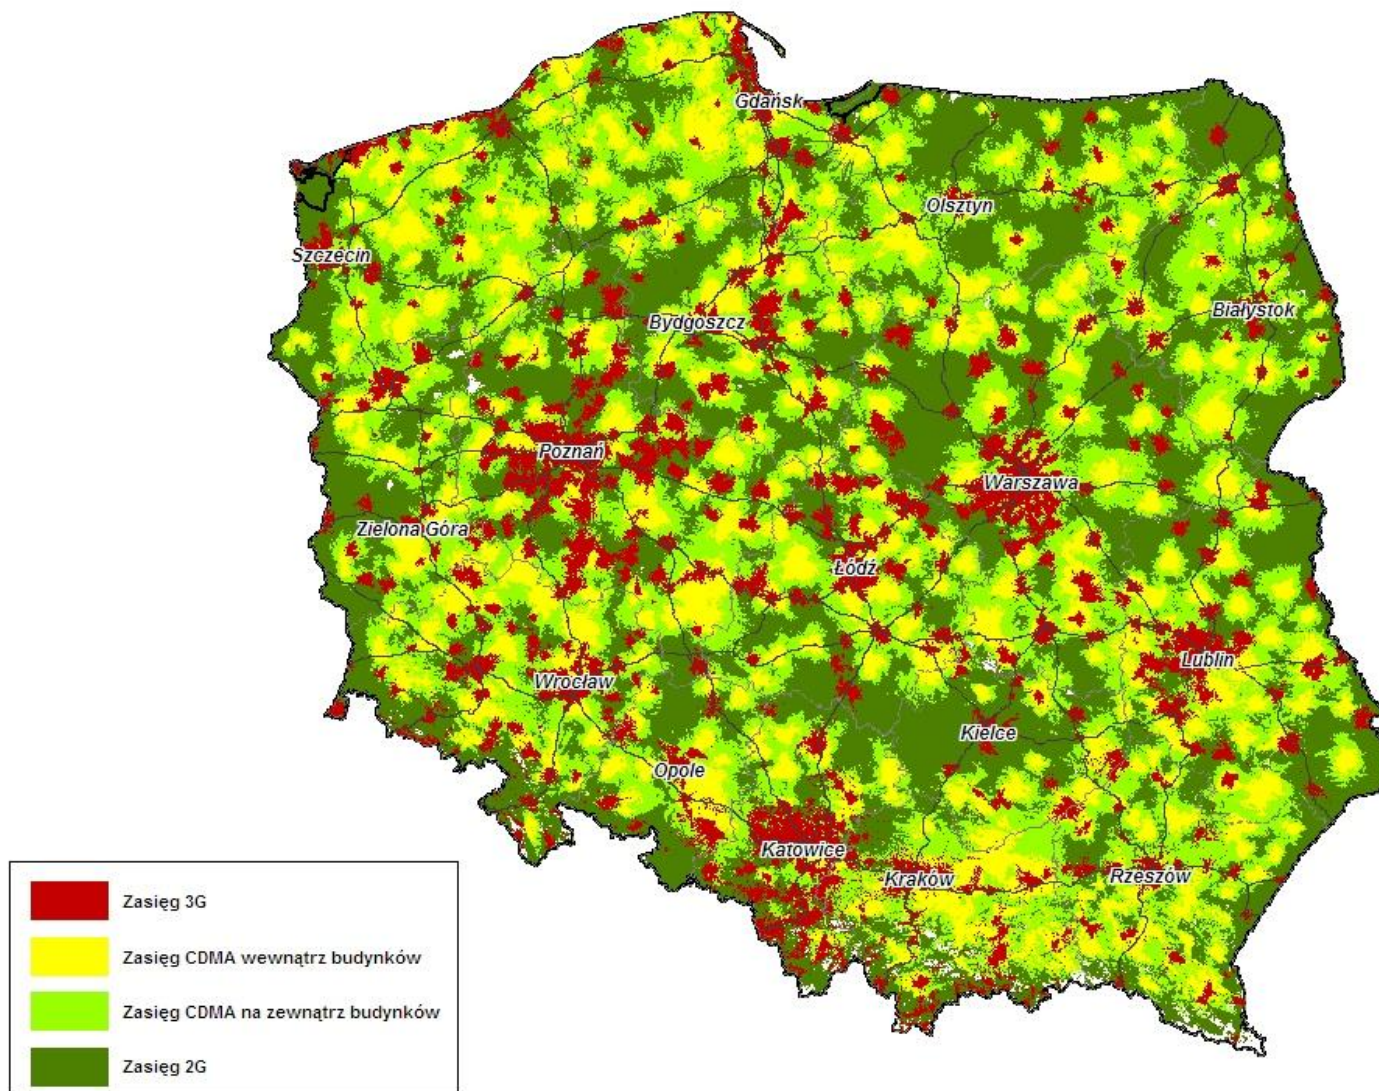 Gdańsk
Olsztyn
Szczecin
Białystok
Bydgoszcz
Poznań
Warszawa
Zielona Góra
Łódź
Lublin
Wrocław
Kielce
Opole
Katowice
Kraków
Rzeszów
Zasięg 3G
Zasięg CDMA wewnątrz budynków
Zasięg CDMA na zewnątrz budynków
Zasięg 2G